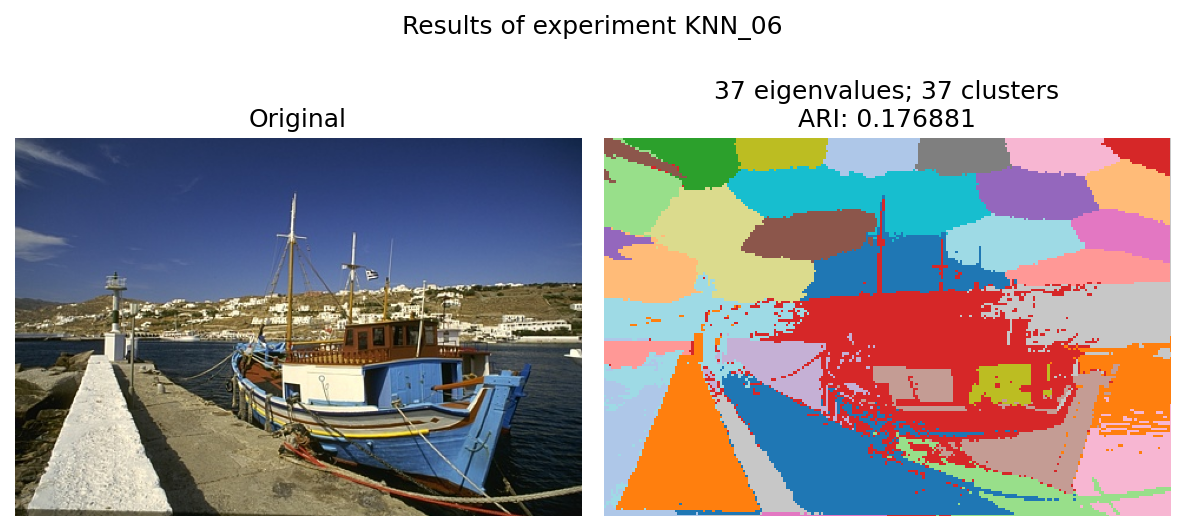 Results of experiment KNN_06
Original
37 eigenvalues; 37 clusters
ARI: 0.176881